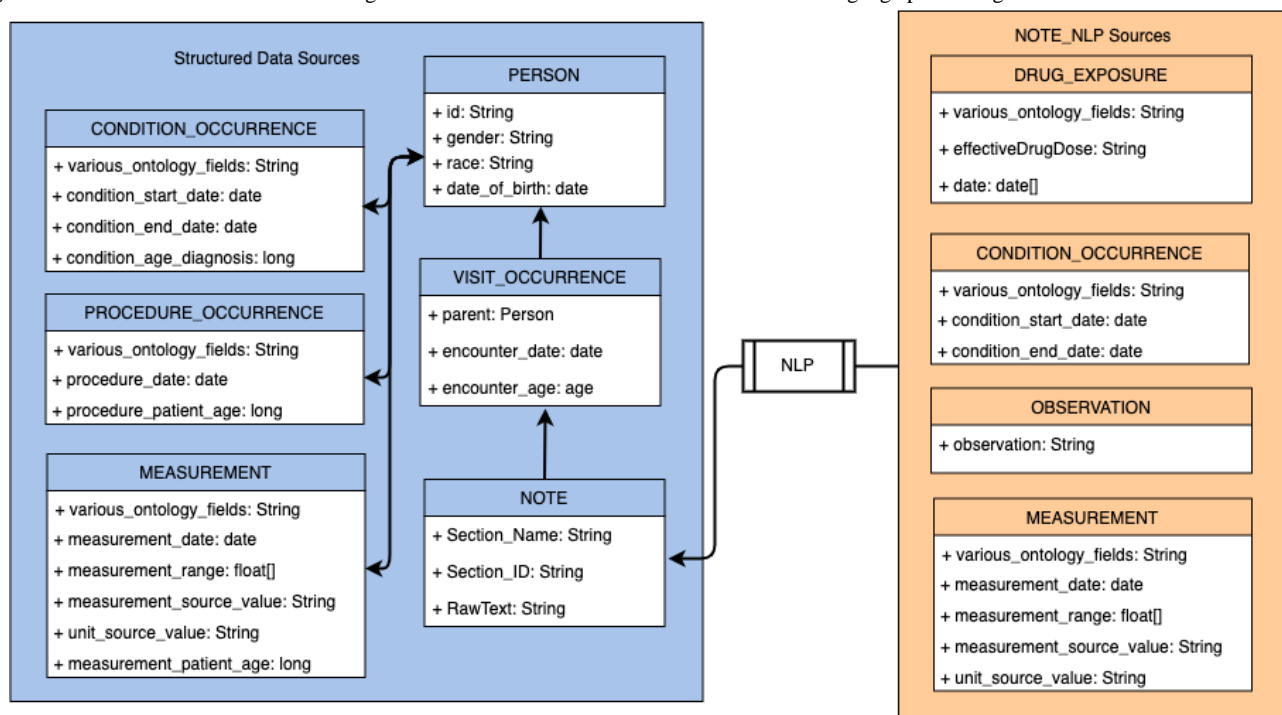 Structured Data Sources
PERSON
+ id: String
+ gender: String
+ race: String
+ date_of_birth: date
CONDITION_OCCURRENCE
+ various_ontology_fields: String
+ condition_start_date: date
+ condition_end_date: date
+ condition_age_diagnosis: long
VISIT_OCCURRENCE
+ parent: Person
+ encounter_date: date
+ encounter_age: age
PROCEDURE_OCCURRENCE
+ various_ontology_fields: String
+ procedure_date: date
+ procedure_patient_age: long
MEASUREMENT
+ various_ontology_fields: String
+ measurement_date: date
+ measurement_range: float[]
+ measurement_source_value: String
+ unit_source_value: String
+ measurement_patient_age: long
NOTE
+ Section_Name: String
+ Section_ID: String
+ RawText: String
NLP
NOTE_NLP Sources
DRUG_EXPOSURE
+ various_ontology_fields: String
+ effectiveDrugDose: String
+ date: date[]
CONDITION_OCCURRENCE
+ various_ontology_fields: String
+ condition_start_date: date
+ condition_end_date: date
OBSERVATION
+ observation: String
MEASUREMENT
+ various_ontology_fields: String
+ measurement_date: date
+ measurement_range: float[]
+ measurement_source_value: String
+ unit_source_value: String